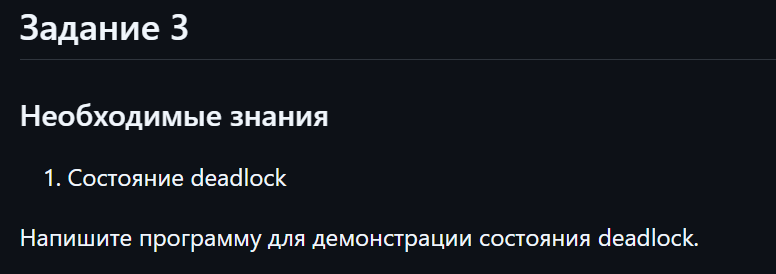 Задание 3
Необходимые знания
1. Состояние deadlock
Напишите программу для демонстрации состояния deadlock.